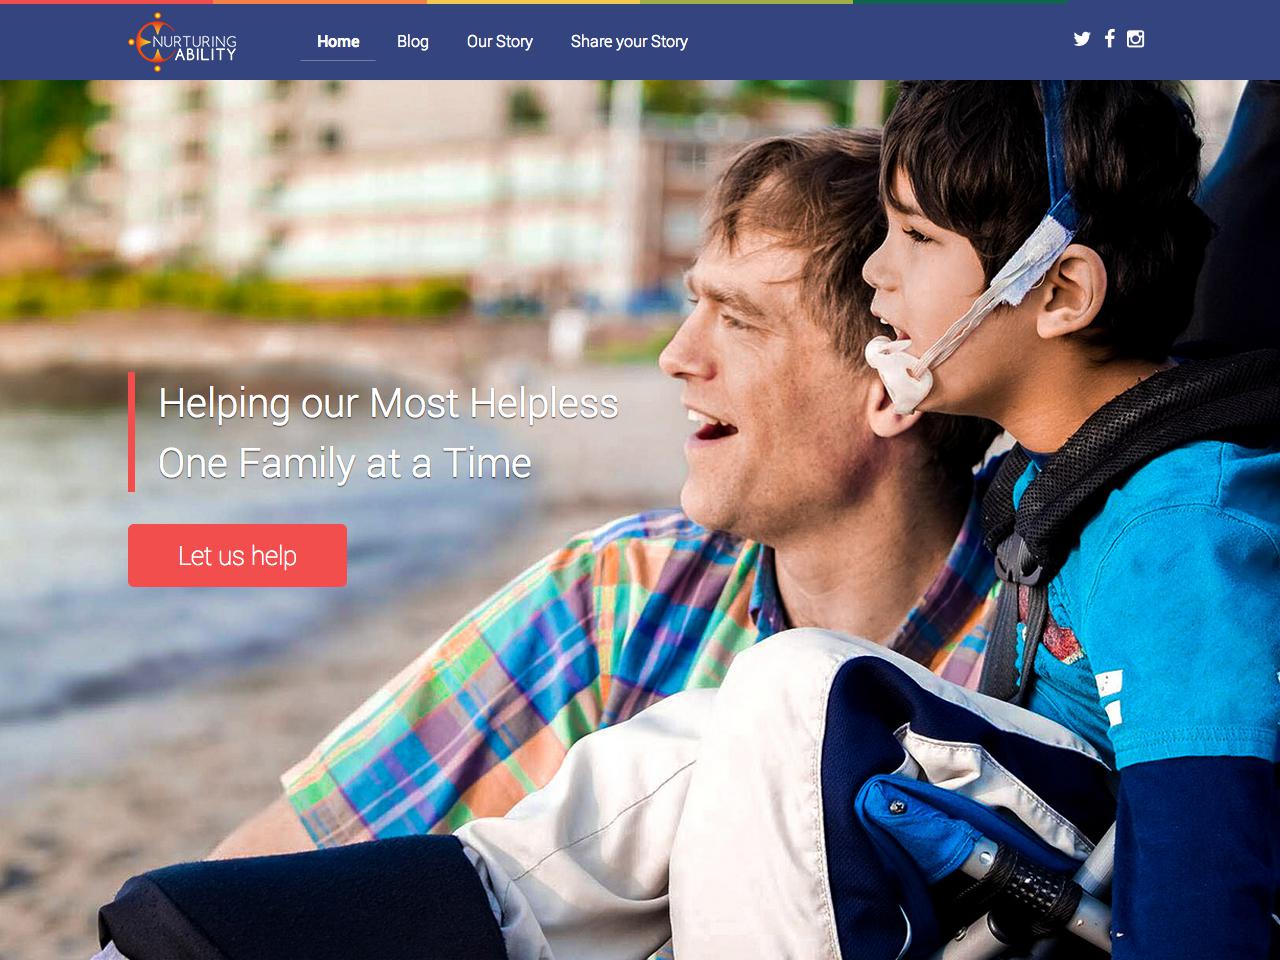 NURTURING
ABILITY
Home
Blog
Our Story
Share your Story
Helping our Most Helpless
One Family at a Time
Let us help